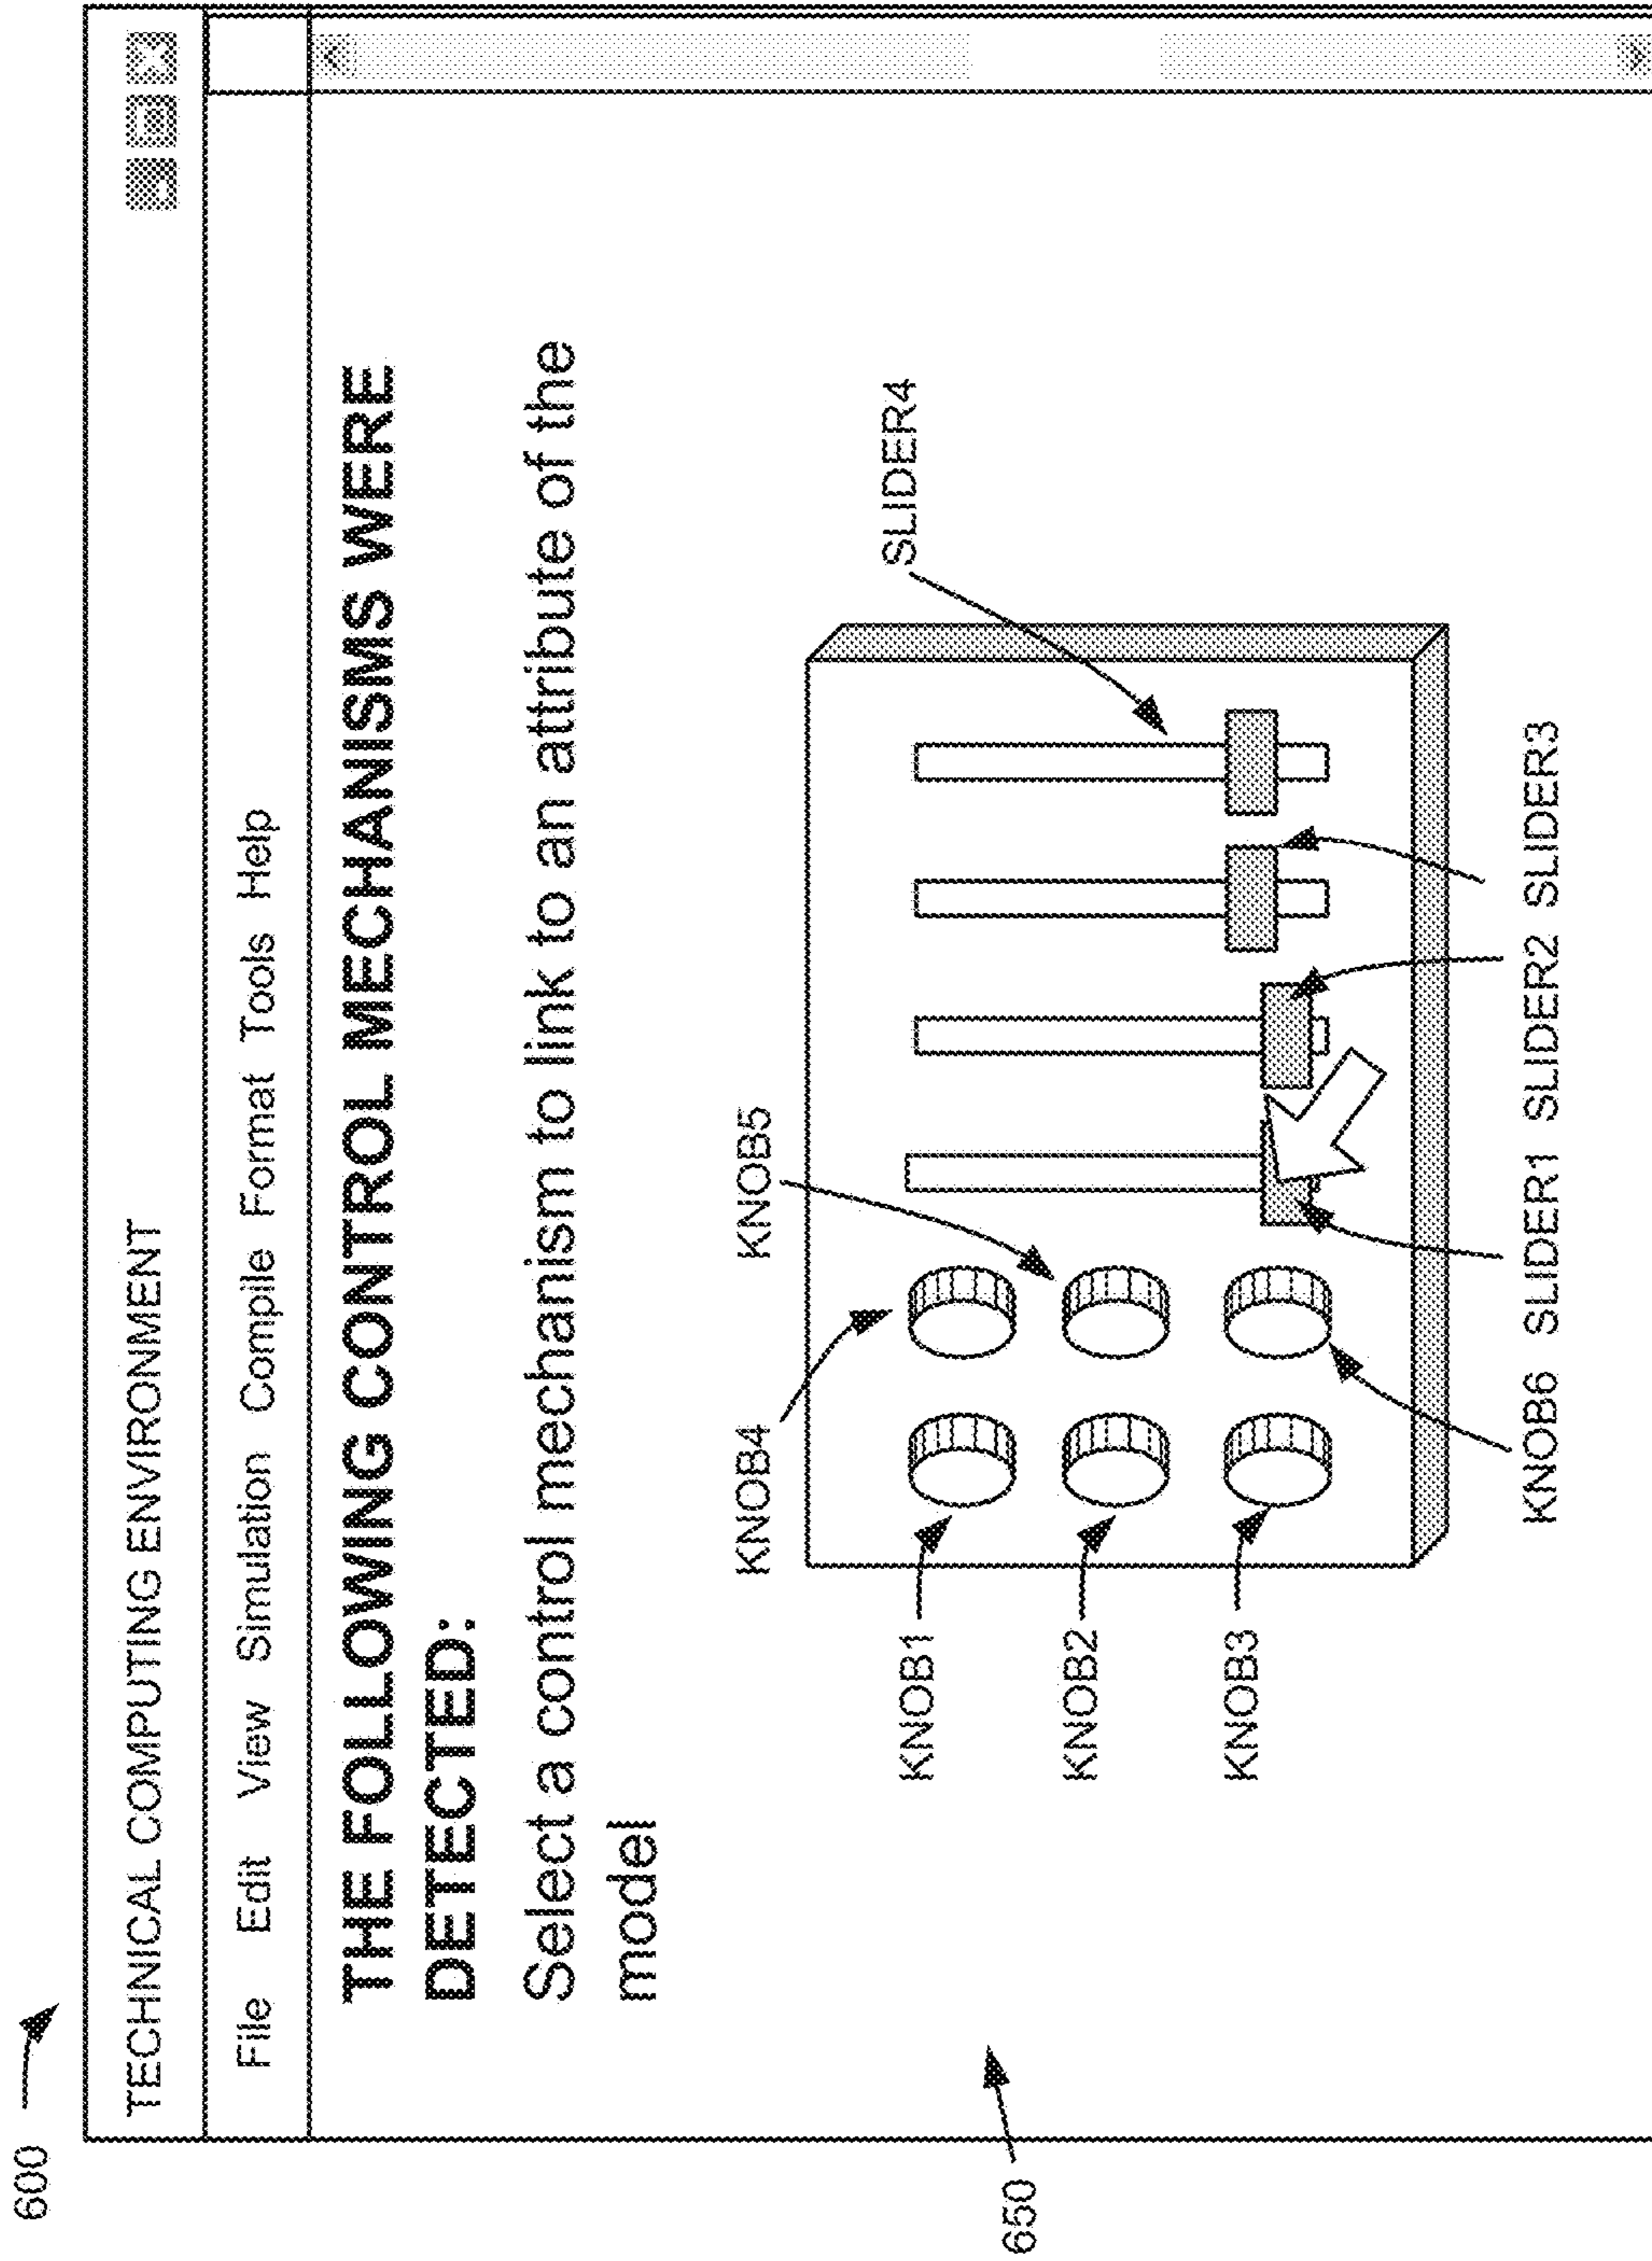 600
TECHNICAL COMPUTING ENVIRONMENT
File Edit View Simulation Compile Format Tools Help
THE FOLLOWING CONTROL MECHANISMS WERE
DETECTED:
Select a control mechanism to link to an attribute of the
model
KNOB4 KNOB5
SLIDER4
KNOB1
KNOB2
KNOB3
650
KNOB6 SLIDER1 SLIDER2 SLIDER3